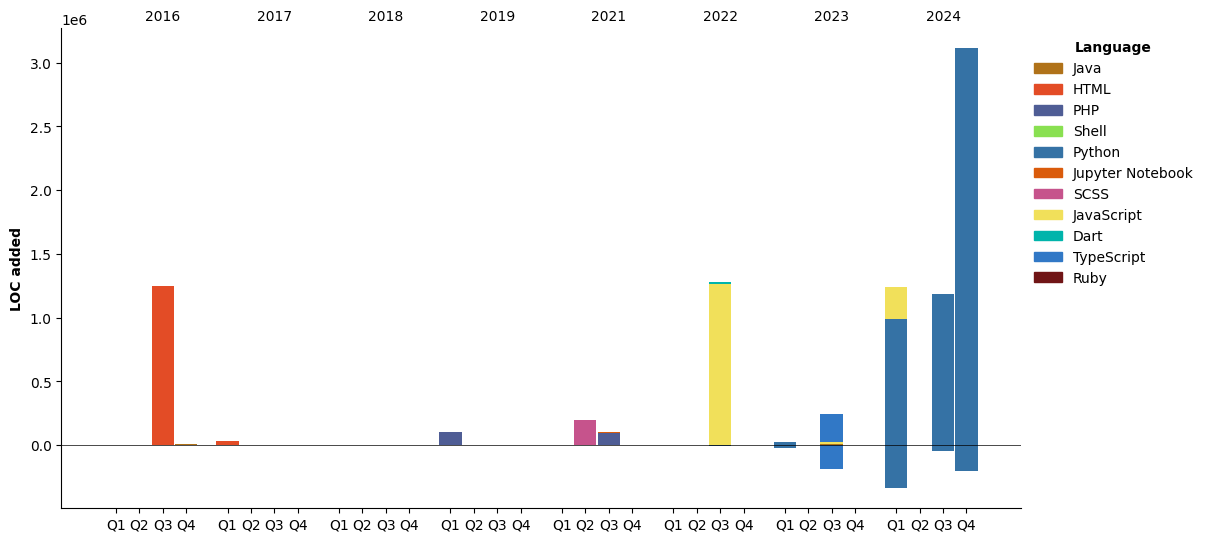 2016 2017 2018 2019 2021 2022 2023 2024
1e6
3.0
2.5
2.0
1.5
1.0
0.5
0.0
LOC added
Q1 Q2 Q3 Q4 Q1 Q2 Q3 Q4 Q1 Q2 Q3 Q4 Q1 Q2 Q3 Q4 Q1 Q2 Q3 Q4 Q1 Q2 Q3 Q4 Q1 Q2 Q3 Q4 Q1 Q2 Q3 Q4
Language
Java
HTML
PHP
Shell
Python
Jupyter Notebook
SCSS
JavaScript
Dart
TypeScript
Ruby